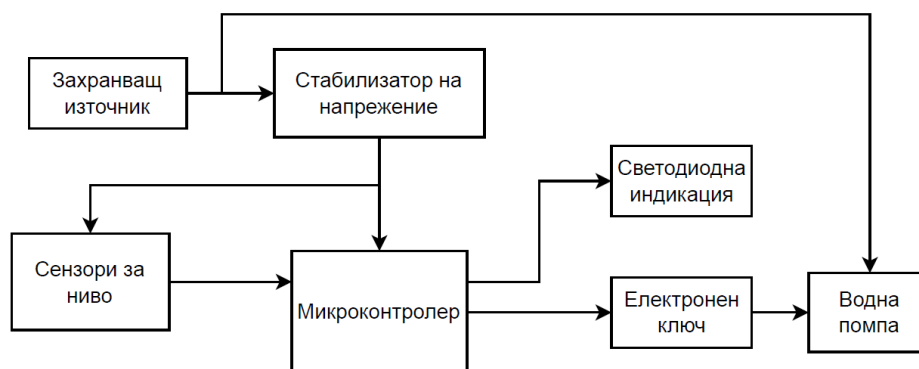 Захранващ
източник
Стабилизатор на
напрежение
Светодиодна
индикация
Сензори за
ниво
Микроконтролер
Електронен
ключ
Водна
помпа